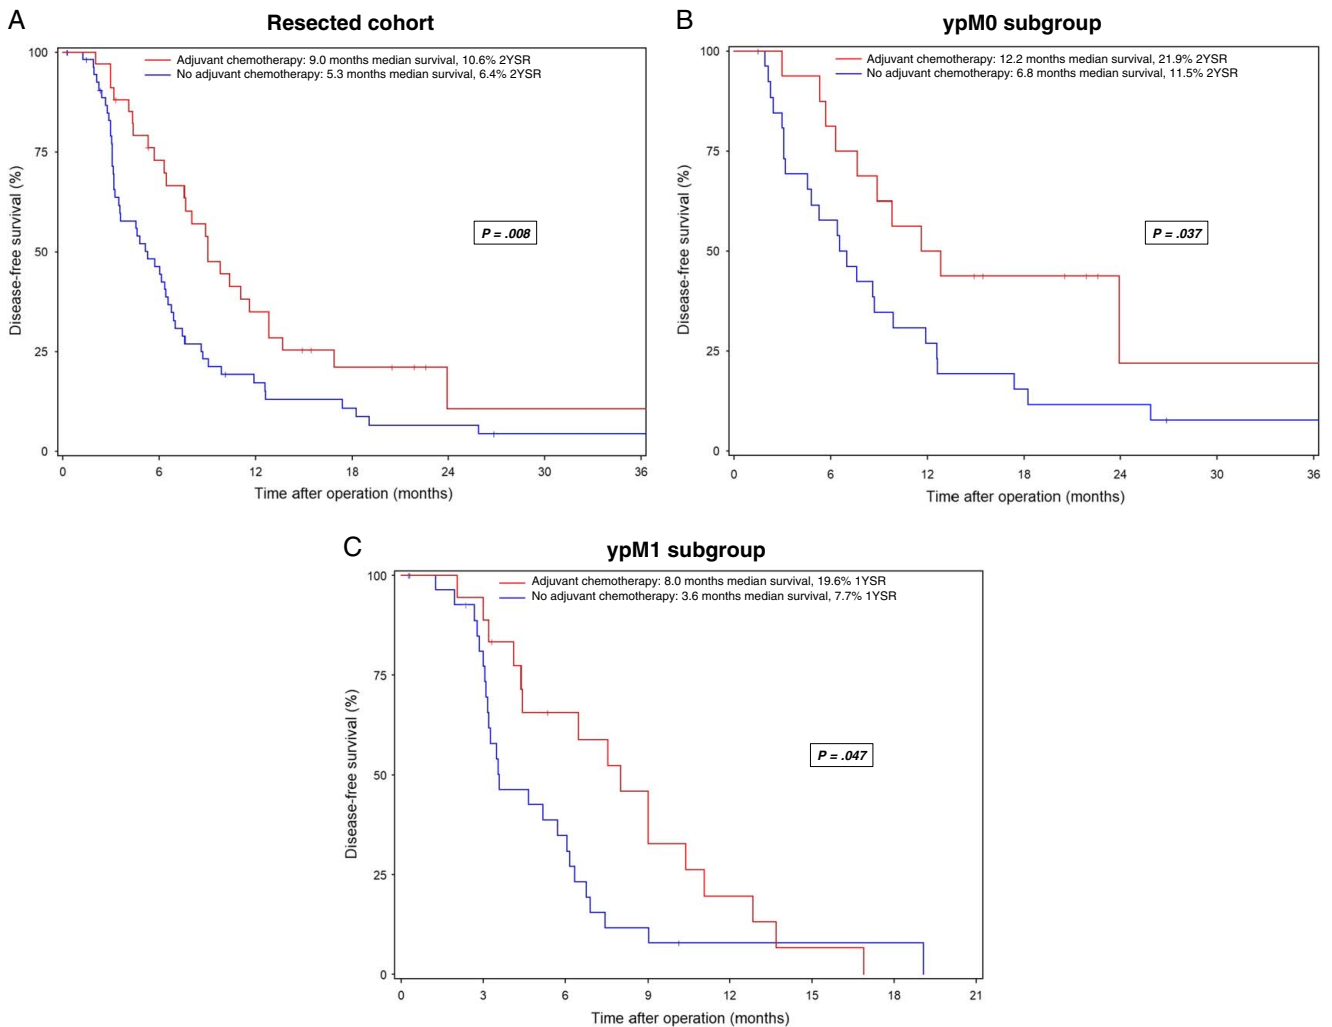 A
Resected cohort
Adjuvant chemotherapy: 9.0 months median survival, 10.6% 2YSR
No adjuvant chemotherapy: 5.3 months median survival, 6.4% 2YSR
P = .008
Disease-free survival (%)
100
75
50
25
0
0 6 12 18 24 30 36
Time after operation (months)
B
ypM0 subgroup
Adjuvant chemotherapy: 12.2 months median survival, 21.9% 2YSR
No adjuvant chemotherapy: 6.8 months median survival, 11.5% 2YSR
P = .037
Disease-free survival (%)
100
75
50
25
0
0 6 12 18 24 30 36
Time after operation (months)
C
ypM1 subgroup
Adjuvant chemotherapy: 8.0 months median survival, 19.6% 1YSR
No adjuvant chemotherapy: 3.6 months median survival, 7.7% 1YSR
P = .047
Disease-free survival (%)
100
75
50
25
0
0 3 6 9 12 15 18 21
Time after operation (months)